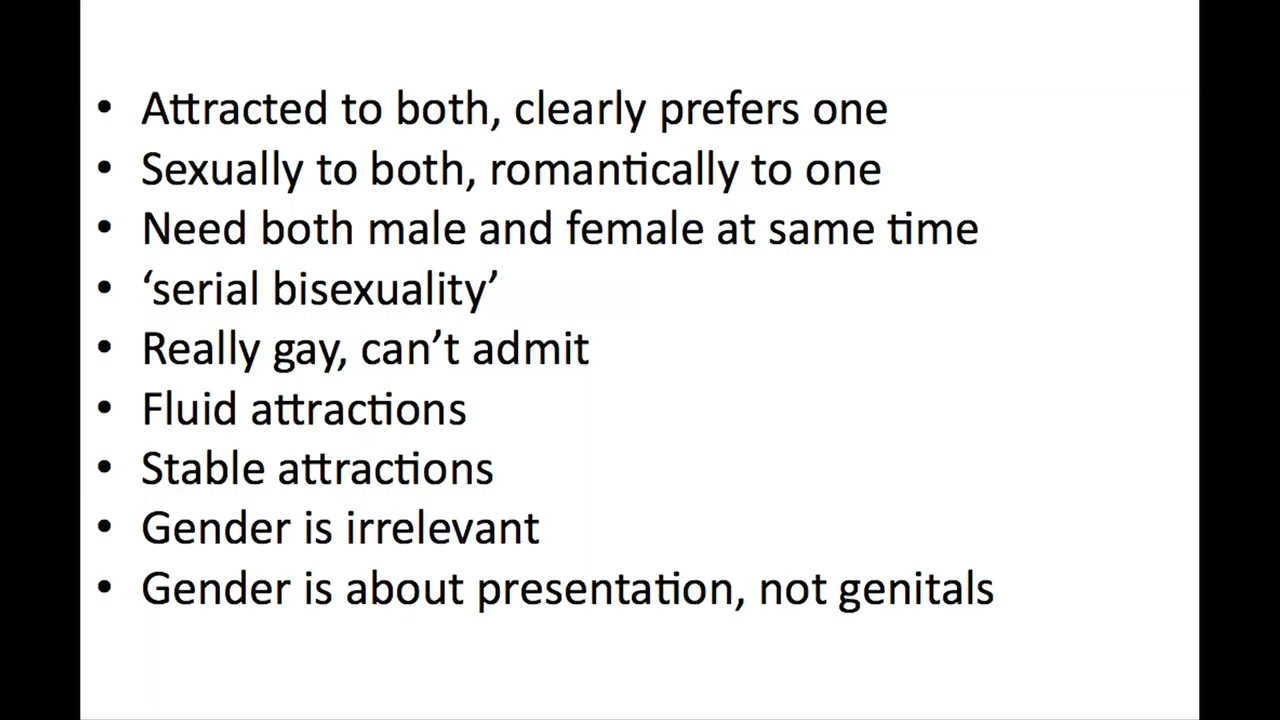 • Attracted to both, clearly prefers one
• Sexually to both, romantically to one
• Need both male and female at same time
• ‘serial bisexuality’
• Really gay, can’t admit
• Fluid attractions
• Stable attractions
• Gender is irrelevant
• Gender is about presentation, not genitals